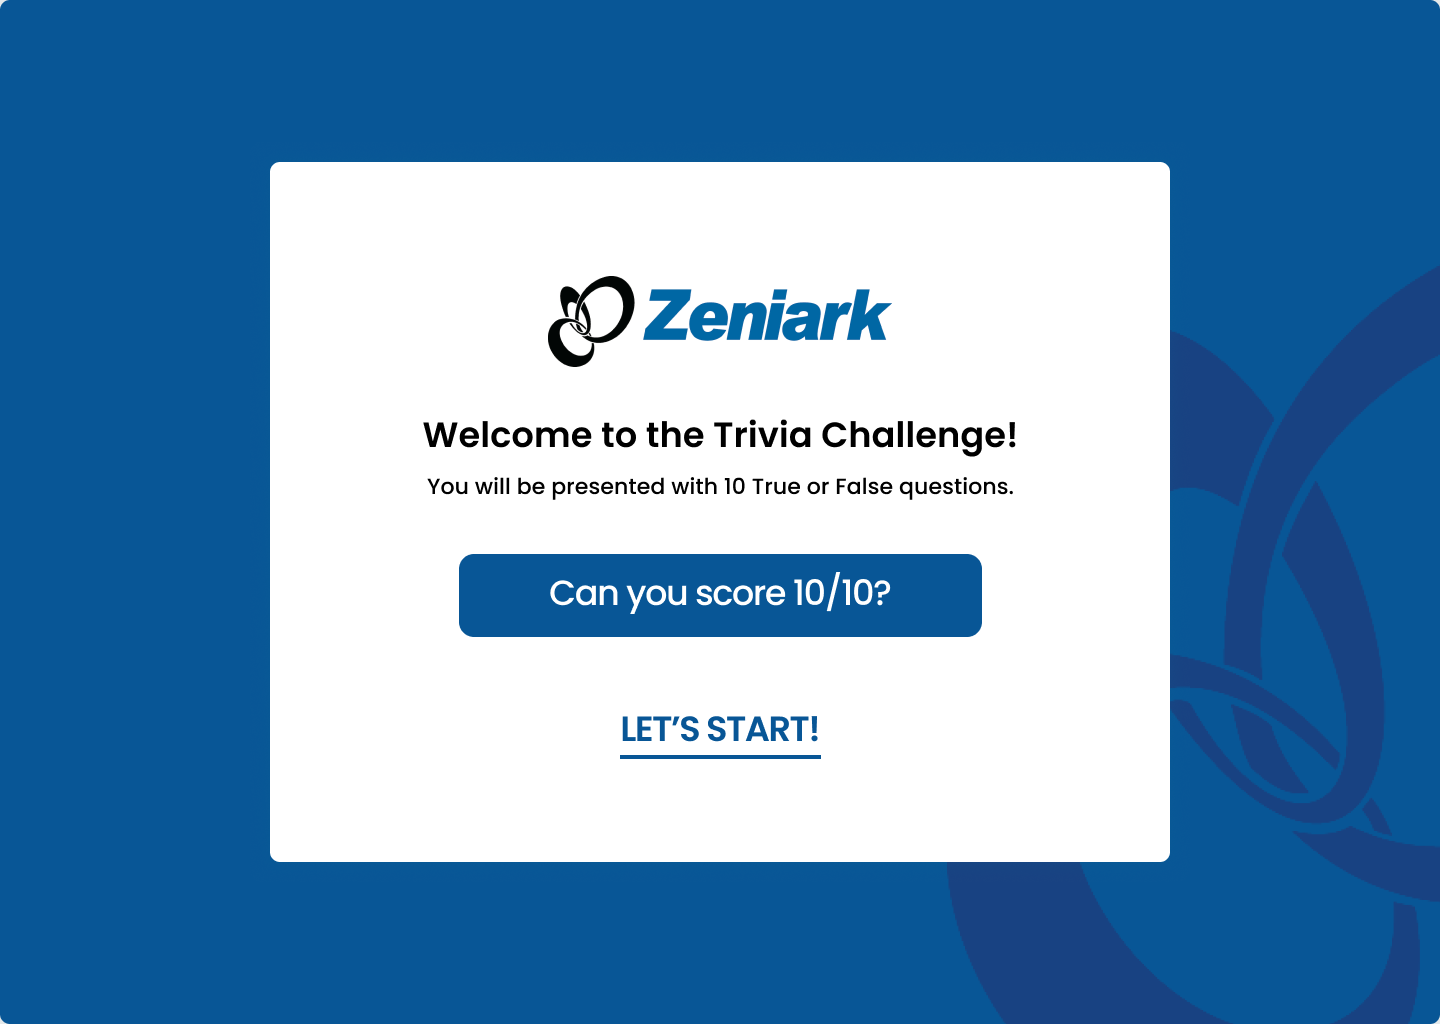 Zeniark
Welcome to the Trivia Challenge!
You will be presented with 10 True or False questions.
Can you score 10/10?
LET’S START!